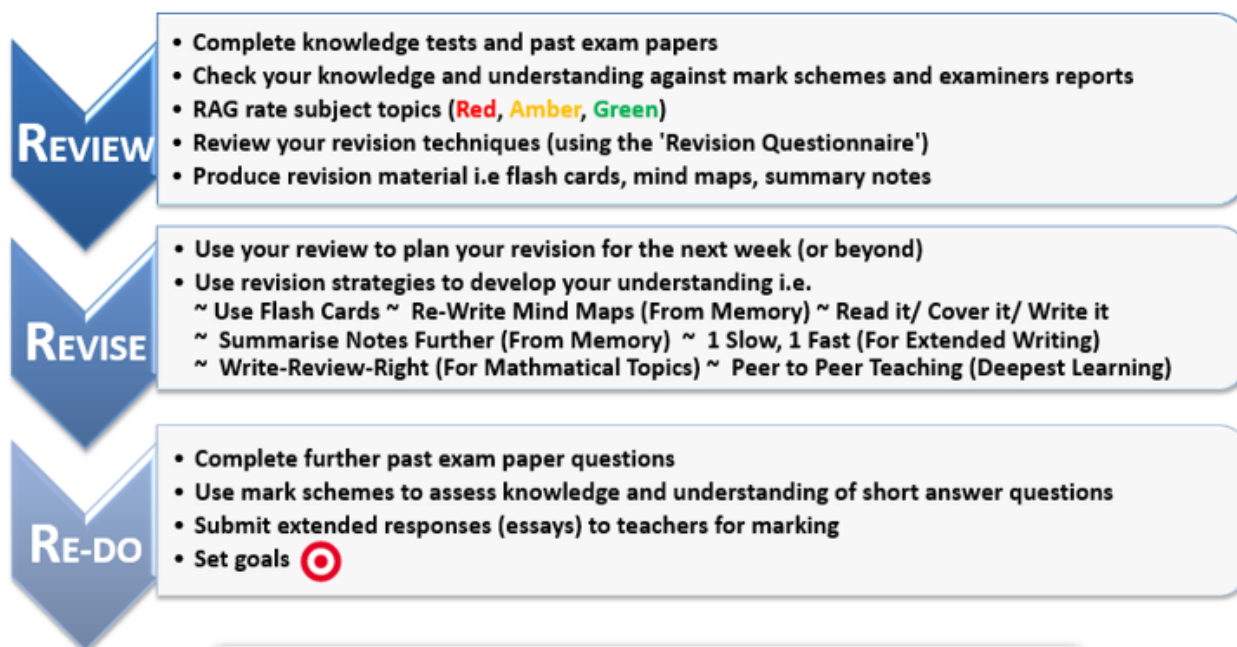 REVIEW
• Complete knowledge tests and past exam papers
• Check your knowledge and understanding against mark schemes and examiners reports
• RAG rate subject topics (Red, Amber, Green)
• Review your revision techniques (using the 'Revision Questionnaire')
• Produce revision material i.e flash cards, mind maps, summary notes
REVISE
• Use your review to plan your revision for the next week (or beyond)
• Use revision strategies to develop your understanding i.e.
~ Use Flash Cards ~ Re-Write Mind Maps (From Memory) ~ Read it/ Cover it/ Write it
~ Summarise Notes Further (From Memory) ~ 1 Slow, 1 Fast (For Extended Writing)
~ Write-Review-Right (For Mathmatical Topics) ~ Peer to Peer Teaching (Deepest Learning)
RE-DO
• Complete further past exam paper questions
• Use mark schemes to assess knowledge and understanding of short answer questions
• Submit extended responses (essays) to teachers for marking
• Set goals